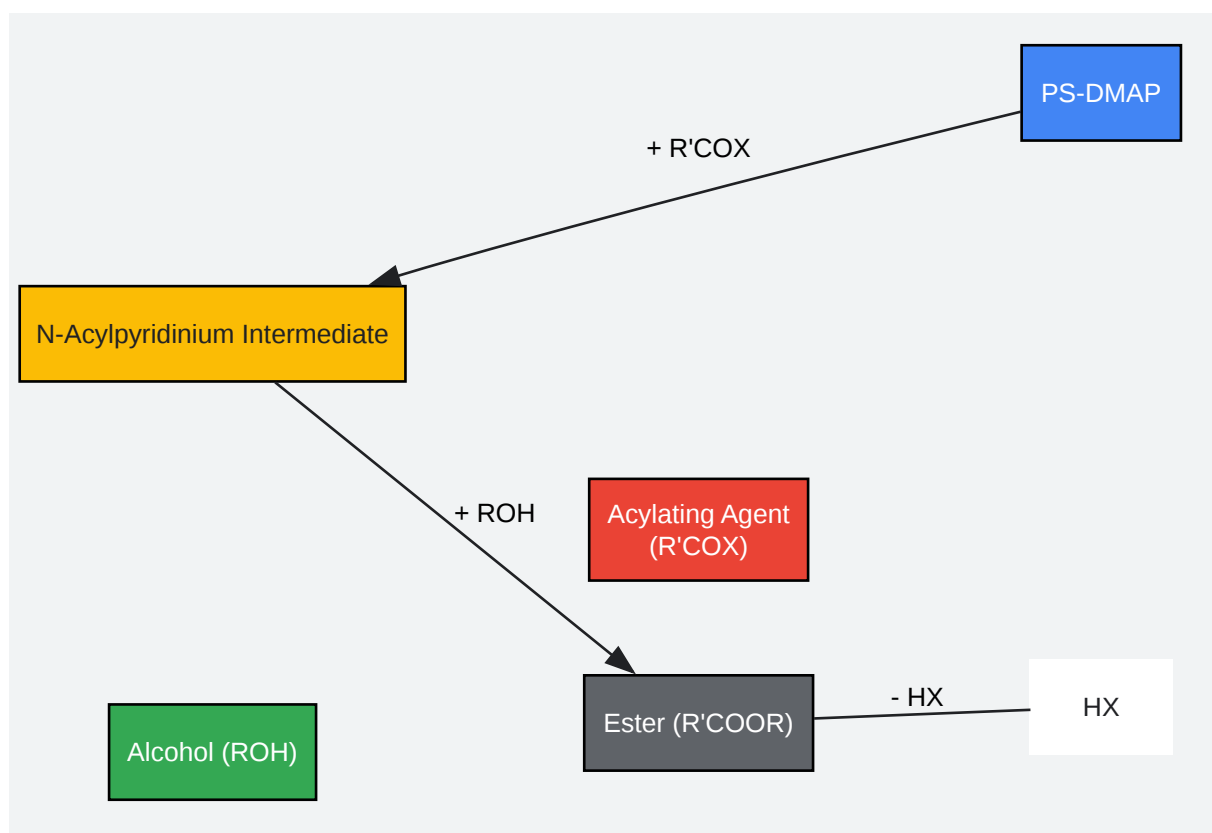 PS-DMAP
+ R'COX
N-Acylpyridinium Intermediate
+ ROH
Acylating Agent
(R'COX)
- HX
HX
Ester (R'COOR)
Alcohol (ROH)